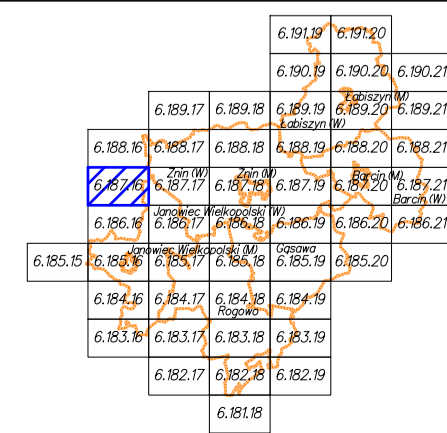 6.191.19 6.191.20
6.190.19 6.190.20 6.190.21
Łabiszyn (M)
6.189.17 6.189.18 6.189.19 6.189.20 6.189.21
Łabiszyn (W)
6.188.16 6.188.17 6.188.18 6.188.19 6.188.20 6.188.21
Żnin (W) Żnin (M) Barcin (M)
6.187.16 6.187.17 6.187.18 6.187.19 6.187.20 6.187.21
Barcin (W)
Janowiec Wielkopolski (W)
6.186.16 6.186.17 6.186.18 6.186.19 6.186.20 6.186.21
Janowiec Wielkopolski (M) Gąsawa
6.185.15 6.185.16 6.185.17 6.185.18 6.185.19 6.185.20
6.184.16 6.184.17 6.184.18 6.184.19
Rogowo
6.183.16 6.183.17 6.183.18 6.183.19
6.182.17 6.182.18 6.182.19
6.181.18